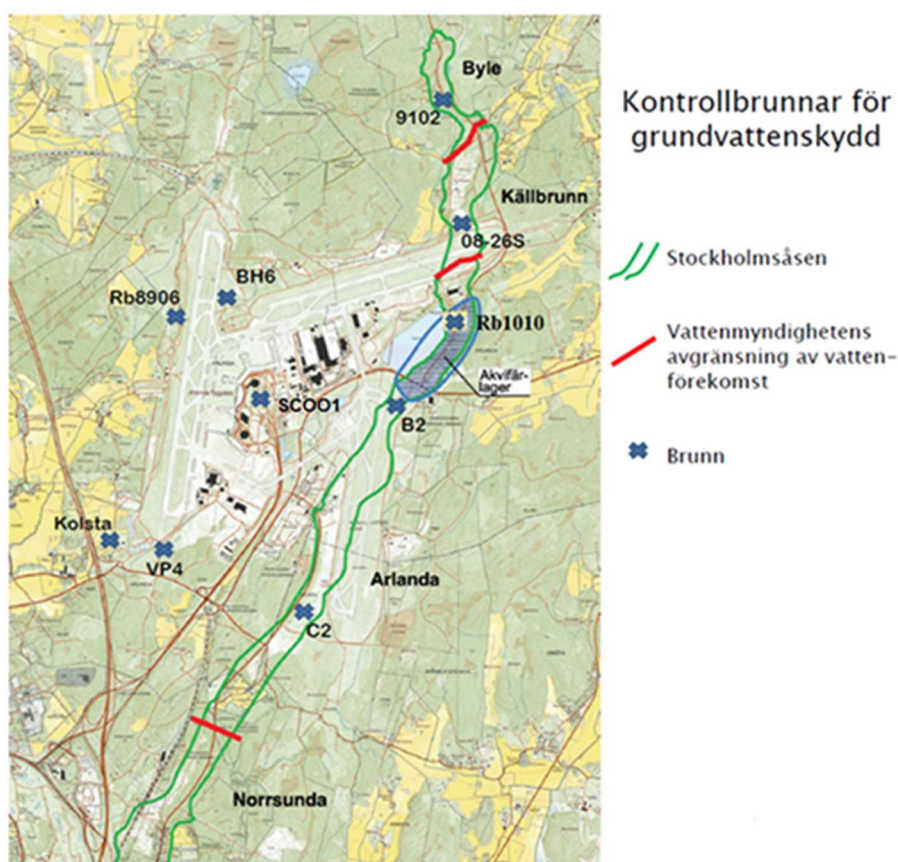 Byle
9102
Källbrunn
08-26S
BH6
Rb8906
Rb1010
Akvifär-
lager
SCOO1
B2
Kolsta
VP4
Arlanda
C2
Norrsunda
Kontrollbrunnar för
grundvattenskydd
Stockholmsåsen
Vattenmyndighetens
avgränsning av vatten-
förekomst
Brunn